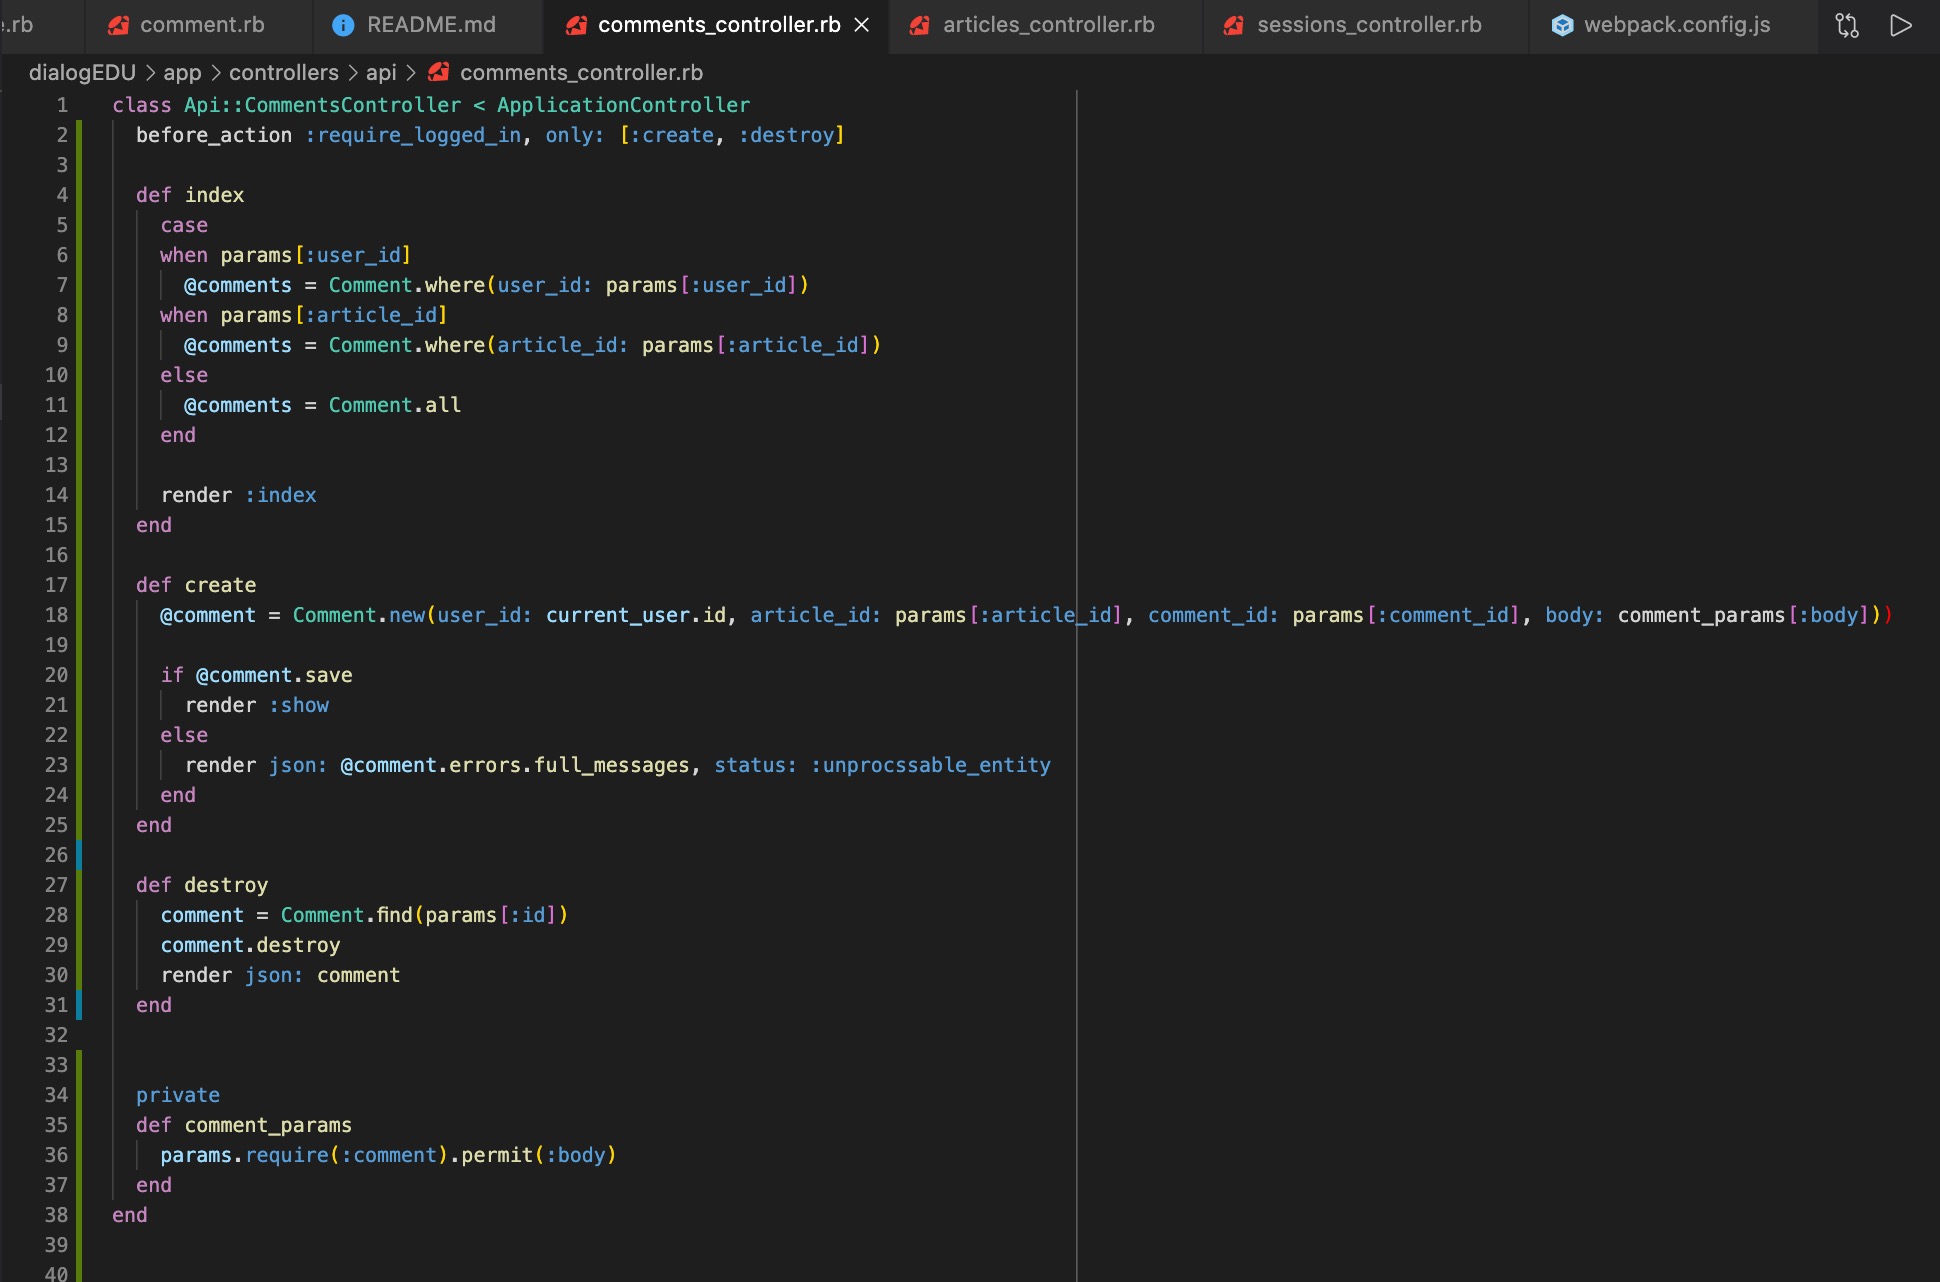 e.rb comment.rb README.md comments_controller.rb articles_controller.rb sessions_controller.rb webpack.config.js
dialogEDU > app > controllers > api > comments_controller.rb
1 class Api::CommentsController < ApplicationController
2 before_action :require_logged_in, only: [:create, :destroy]
3
4 def index
5 case
6 when params[:user_id]
7 @comments = Comment.where(user_id: params[:user_id])
8 when params[:article_id]
9 @comments = Comment.where(article_id: params[:article_id])
10 else
11 @comments = Comment.all
12 end
13
14 render :index
15 end
16
17 def create
18 @comment = Comment.new(user_id: current_user.id, article_id: params[:article_id], comment_id: params[:comment_id], body: comment_params[:body]))
19
20 if @comment.save
21 render :show
22 else
23 render json: @comment.errors.full_messages, status: :unprocssable_entity
24 end
25 end
26
27 def destroy
28 comment = Comment.find(params[:id])
29 comment.destroy
30 render json: comment
31 end
32
33
34 private
35 def comment_params
36 params.require(:comment).permit(:body)
37 end
38 end
39
40